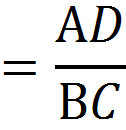 = AD/BC